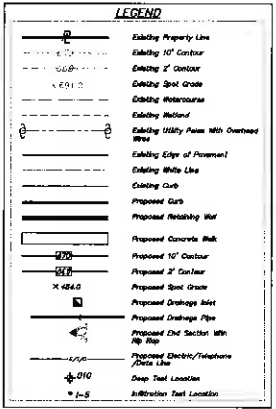 LEGEND
Existing Property Line
Existing 10' Contour
Existing 2' Contour
Existing Spot Grade
Existing Watercourse
Existing Wetland
Existing Utility Poles With Overhead
Wires
Existing Edge of Pavement
Existing White Line
Existing Curb
Proposed Curb
Proposed Retaining Wall
Proposed Concrete Walk
Proposed 10' Contour
Proposed 2' Contour
× 484.0 Proposed Spot Grade
Proposed Drainage Inlet
Proposed Drainage Pipe
Proposed End Section With
Rip Rap
Proposed Electric/Telephone
/Data Line
Deep Test Location
I-5 Infiltration Test Location